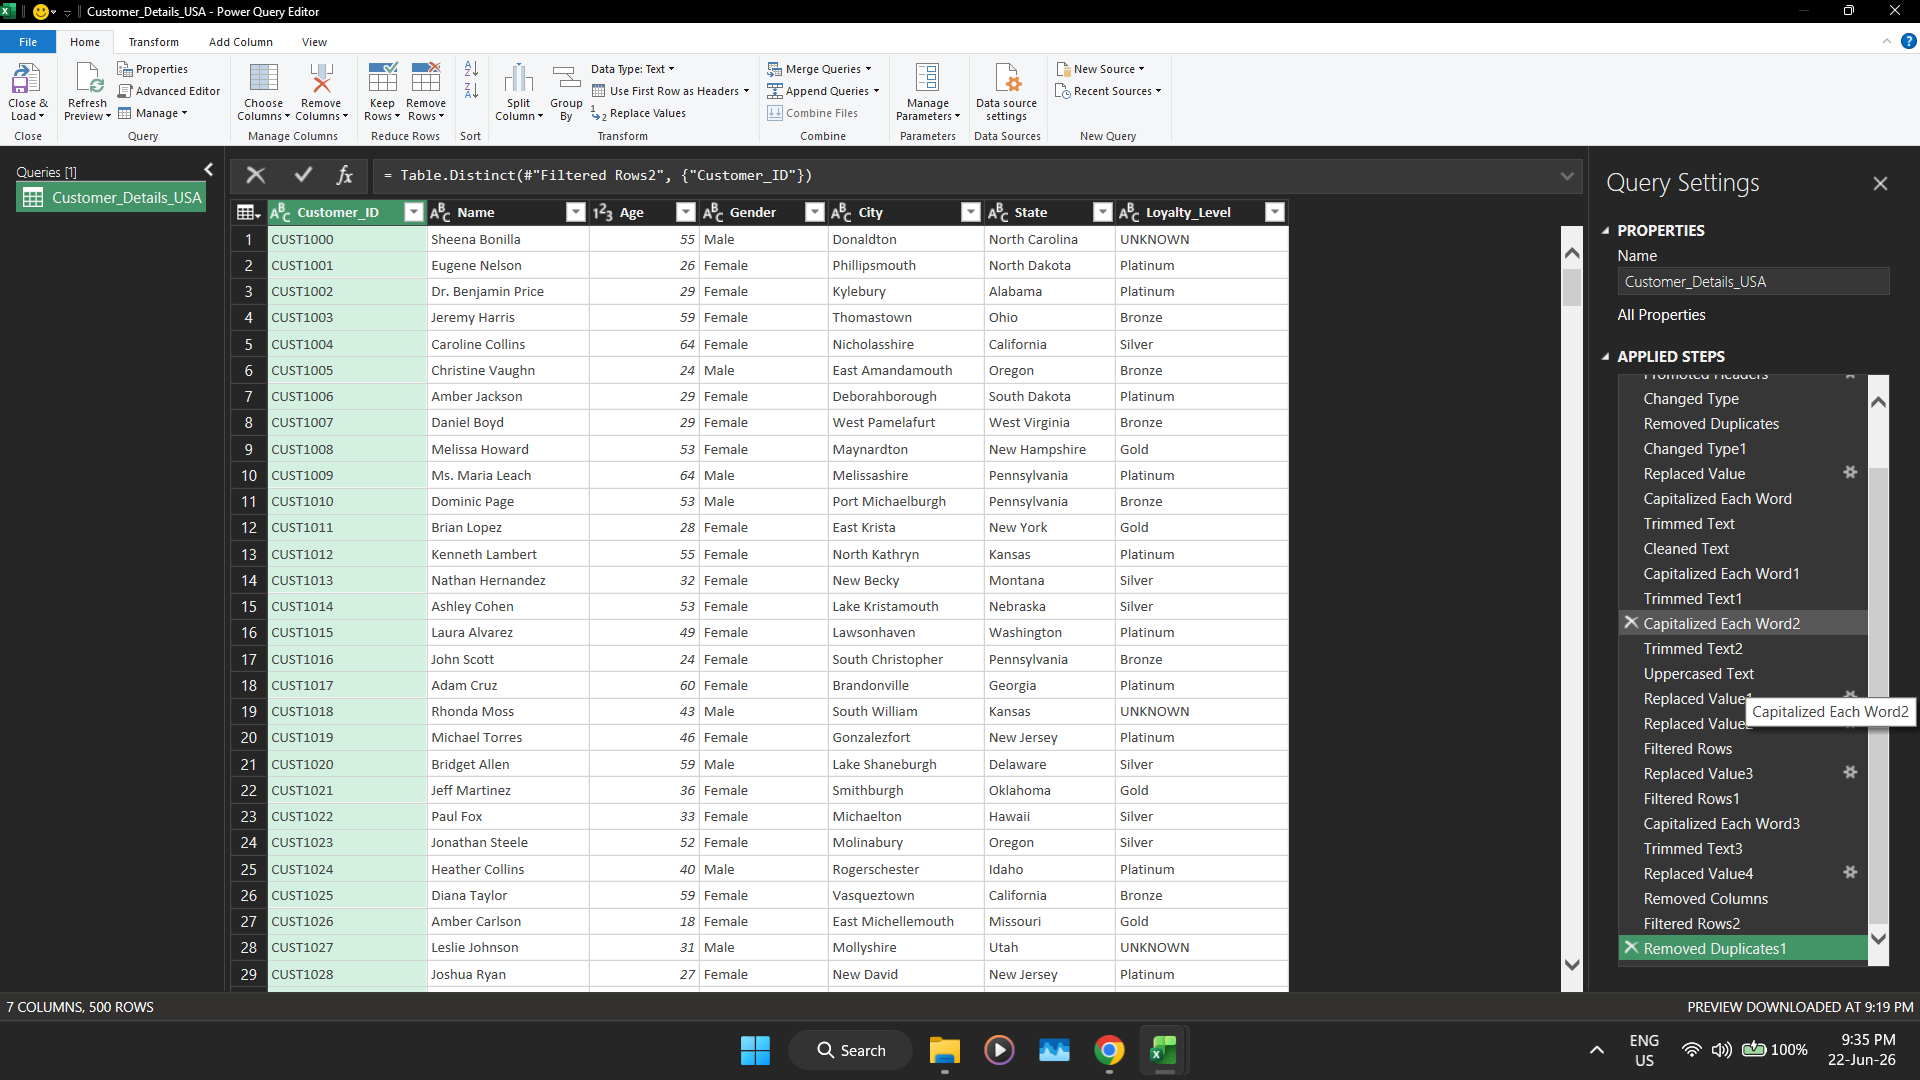 Customer_Details_USA - Power Query Editor
File Home Transform Add Column View
Close & Load
Close
Refresh Preview
Properties
Advanced Editor
Manage
Query
Choose Columns
Remove Columns
Manage Columns
Keep Rows
Remove Rows
Reduce Rows
Sort
Split Column
Group By
Data Type: Text
Use First Row as Headers
Replace Values
Transform
Merge Queries
Append Queries
Combine Files
Combine
Manage Parameters
Parameters
Data source settings
Data Sources
New Source
Recent Sources
New Query
Queries [1]
Customer_Details_USA
= Table.Distinct(#"Filtered Rows2", {"Customer_ID"})
Customer_ID Name Age Gender City State Loyalty_Level
1 CUST1000 Sheena Bonilla 55 Male Donaldton North Carolina UNKNOWN
2 CUST1001 Eugene Nelson 26 Female Phillipsmouth North Dakota Platinum
3 CUST1002 Dr. Benjamin Price 29 Female Kylebury Alabama Platinum
4 CUST1003 Jeremy Harris 59 Female Thomastown Ohio Bronze
5 CUST1004 Caroline Collins 64 Female Nicholasshire California Silver
6 CUST1005 Christine Vaughn 24 Male East Amandamouth Oregon Bronze
7 CUST1006 Amber Jackson 29 Female Deborahborough South Dakota Platinum
8 CUST1007 Daniel Boyd 29 Female West Pamelafurt West Virginia Bronze
9 CUST1008 Melissa Howard 53 Female Maynardton New Hampshire Gold
10 CUST1009 Ms. Maria Leach 64 Male Melissashire Pennsylvania Platinum
11 CUST1010 Dominic Page 53 Male Port Michaelburgh Pennsylvania Bronze
12 CUST1011 Brian Lopez 28 Female East Krista New York Gold
13 CUST1012 Kenneth Lambert 55 Female North Kathryn Kansas Platinum
14 CUST1013 Nathan Hernandez 32 Female New Becky Montana Silver
15 CUST1014 Ashley Cohen 53 Female Lake Kristamouth Nebraska Silver
16 CUST1015 Laura Alvarez 49 Female Lawsonhaven Washington Platinum
17 CUST1016 John Scott 24 Female South Christopher Pennsylvania Bronze
18 CUST1017 Adam Cruz 60 Female Brandonville Georgia Platinum
19 CUST1018 Rhonda Moss 43 Male South William Kansas UNKNOWN
20 CUST1019 Michael Torres 46 Female Gonzalezfort New Jersey Platinum
21 CUST1020 Bridget Allen 59 Male Lake Shaneburgh Delaware Silver
22 CUST1021 Jeff Martinez 36 Female Smithburgh Oklahoma Gold
23 CUST1022 Paul Fox 33 Female Michaelton Hawaii Silver
24 CUST1023 Jonathan Steele 52 Female Molinabury Oregon Silver
25 CUST1024 Heather Collins 40 Male Rogerschester Idaho Platinum
26 CUST1025 Diana Taylor 59 Female Vasqueztown California Bronze
27 CUST1026 Amber Carlson 18 Female East Michellemouth Missouri Gold
28 CUST1027 Leslie Johnson 31 Male Mollyshire Utah UNKNOWN
29 CUST1028 Joshua Ryan 27 Female New David New Jersey Platinum
Query Settings
PROPERTIES
Name
Customer_Details_USA
All Properties
APPLIED STEPS
Promoted Headers
Changed Type
Removed Duplicates
Changed Type1
Replaced Value
Capitalized Each Word
Trimmed Text
Cleaned Text
Capitalized Each Word1
Trimmed Text1
Capitalized Each Word2
Trimmed Text2
Uppercased Text
Replaced Value1
Capitalized Each Word2
Replaced Value2
Filtered Rows
Replaced Value3
Filtered Rows1
Capitalized Each Word3
Trimmed Text3
Replaced Value4
Removed Columns
Filtered Rows2
Removed Duplicates1
7 COLUMNS, 500 ROWS
PREVIEW DOWNLOADED AT 9:19 PM
Search
ENG
US
100%
9:35 PM
22-Jun-26